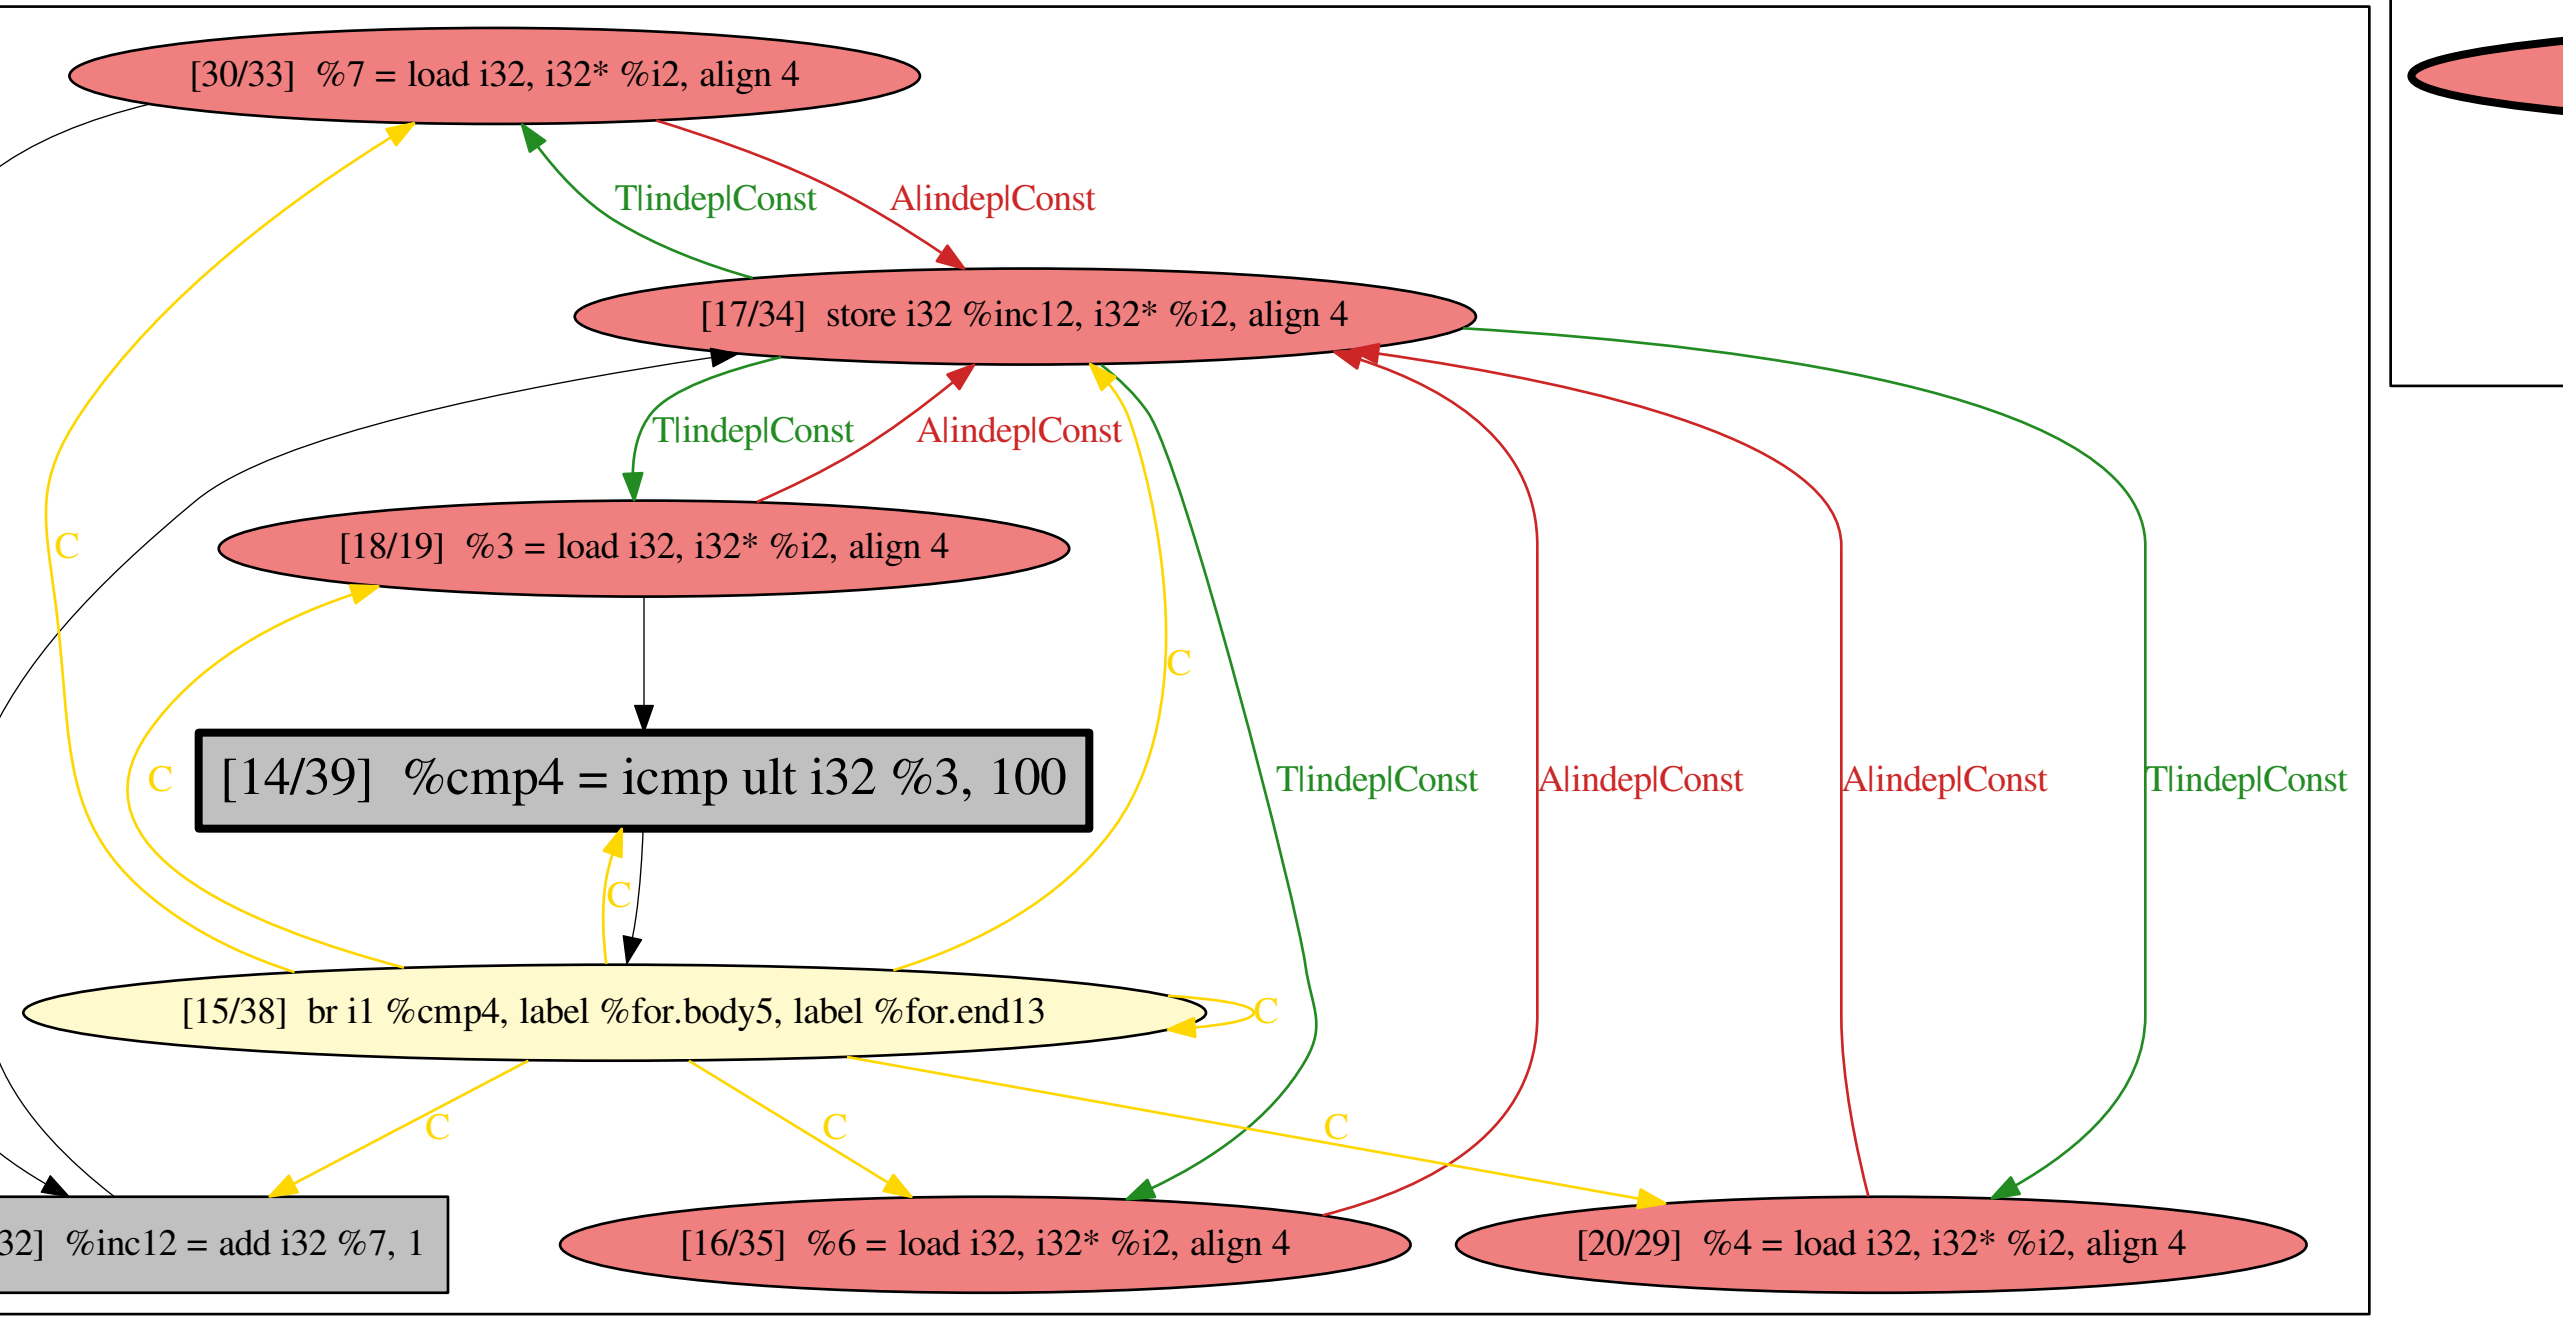 [30/33]  %7 = load i32, i32* %i2, align 4
T|indep|Const
A|indep|Const
[17/34]  store i32 %inc12, i32* %i2, align 4
T|indep|Const
A|indep|Const
C
[18/19]  %3 = load i32, i32* %i2, align 4
C
C
[14/39]  %cmp4 = icmp ult i32 %3, 100
T|indep|Const
A|indep|Const
A|indep|Const
T|indep|Const
C
[15/38]  br i1 %cmp4, label %for.body5, label %for.end13
C
C
C
C
32]  %inc12 = add i32 %7, 1
[16/35]  %6 = load i32, i32* %i2, align 4
[20/29]  %4 = load i32, i32* %i2, align 4